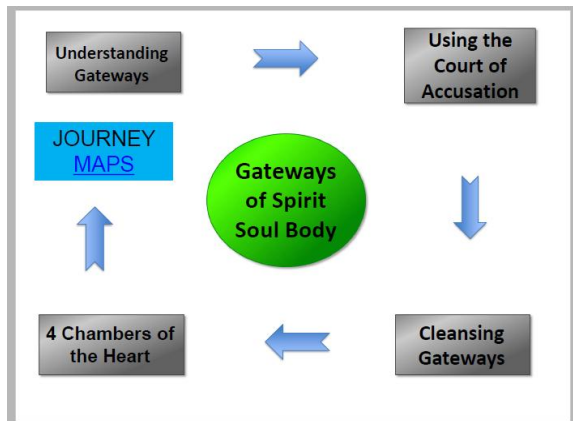 Understanding
Gateways
Using the
Court of
Accusation
JOURNEY
MAPS
Gateways
of Spirit
Soul Body
4 Chambers of
the Heart
Cleansing
Gateways